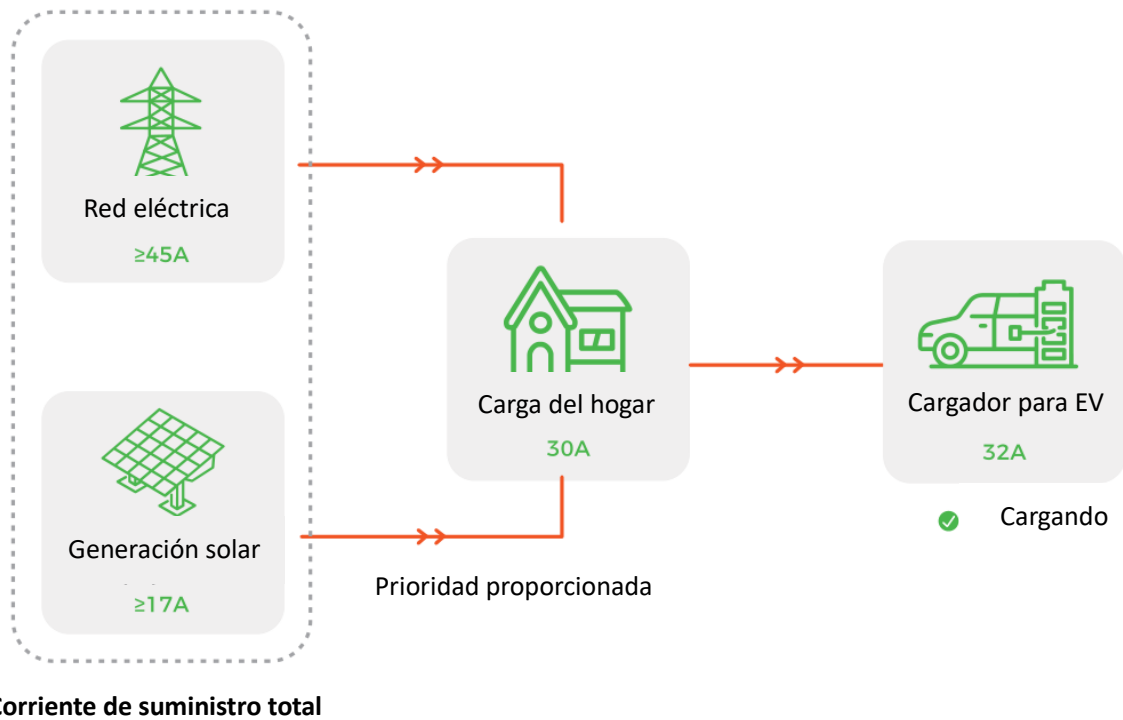 Red eléctrica
≥45A
Generación solar
≥17A
Prioridad proporcionada
Carga del hogar
30A
Cargador para EV
32A
Cargando
Corriente de suministro total